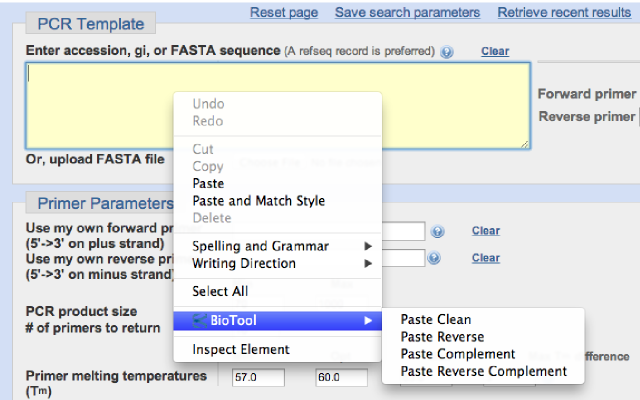 Reset page Save search parameters Retrieve recent results
PCR Template
Enter accession, gi, or FASTA sequence (A refseq record is preferred) Clear
Forward primer
Reverse primer
Or, upload FASTA file
Undo
Redo
Cut
Copy
Paste
Paste and Match Style
Delete
Spelling and Grammar
Writing Direction
Select All
BioTool
Inspect Element
Paste Clean
Paste Reverse
Paste Complement
Paste Reverse Complement
Primer Parameters
Use my own forward
(5'->3' on plus strand)
Clear
Use my own reverse
(5'->3' on minus strand)
Clear
PCR product size
# of primers to return
Primer melting temperatures
(Tm)
57.0 60.0